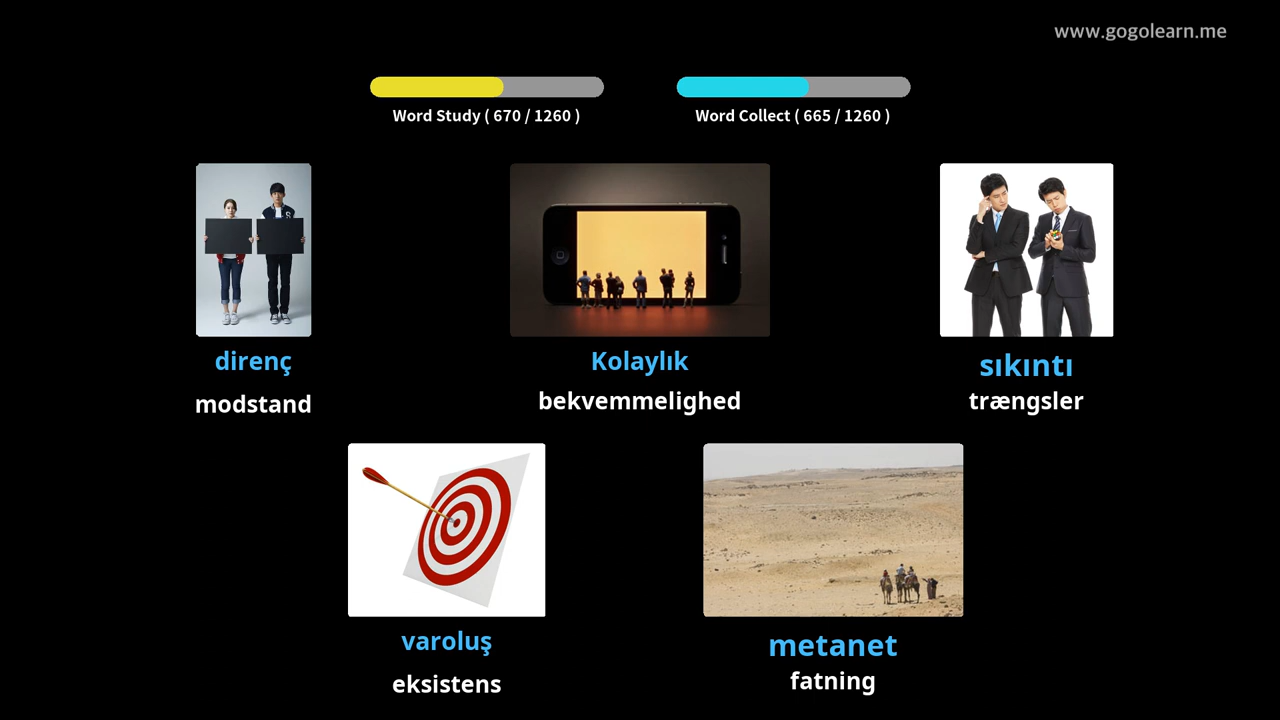 www.gogolearn.me
Word Study ( 670 / 1260 )
Word Collect ( 665 / 1260 )
direnç
modstand
Kolaylık
bekvemmelighed
sıkıntı
trængsler
varoluş
eksistens
metanet
fatning